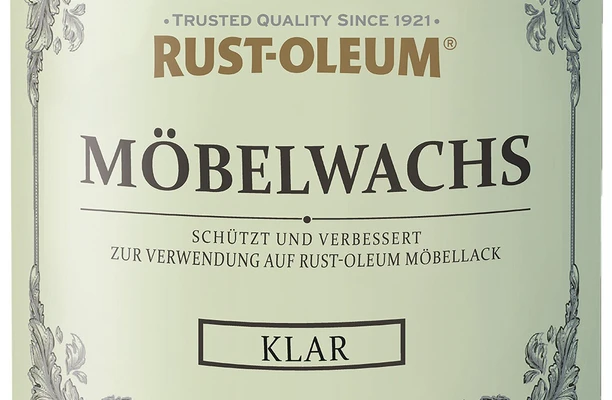 • TRUSTED QUALITY SINCE 1921 •
RUST-OLEUM®
MÖBELWACHS
SCHÜTZT UND VERBESSERT
ZUR VERWENDUNG AUF RUST-OLEUM MÖBELLACK
KLAR